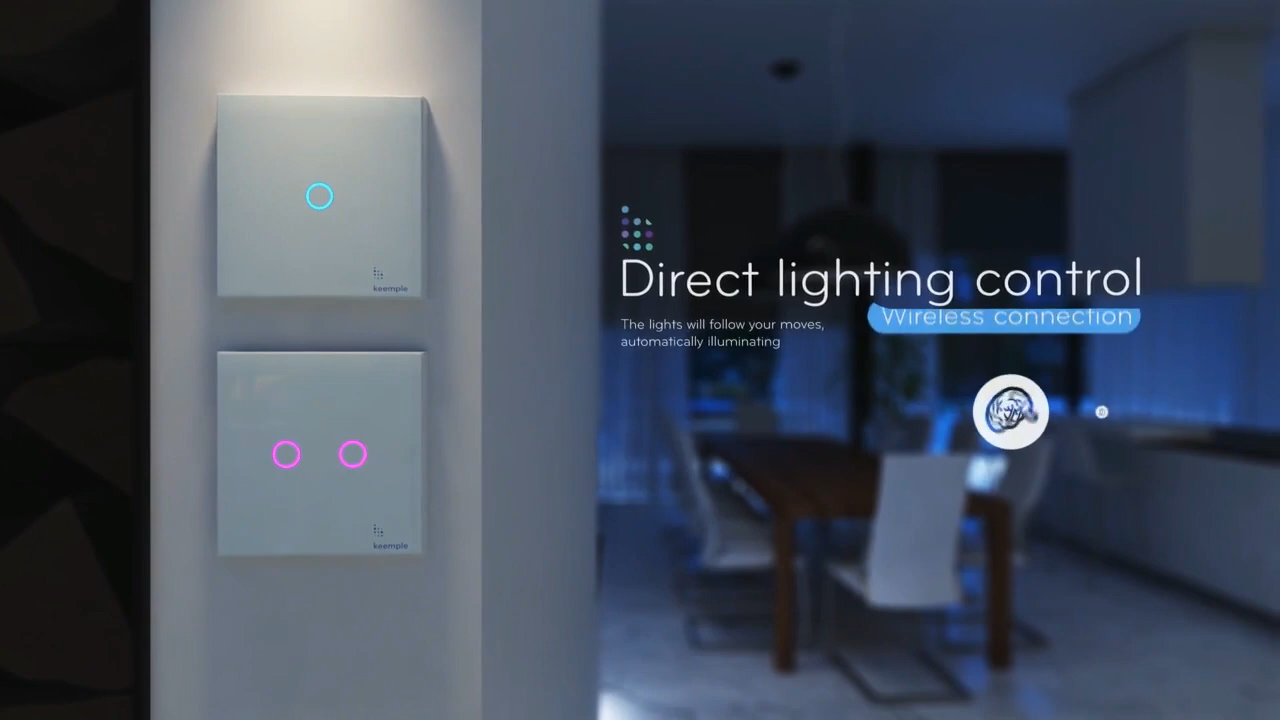 keemple
keemple
Direct lighting control
Wireless connection
The lights will follow your moves,
automatically illuminating